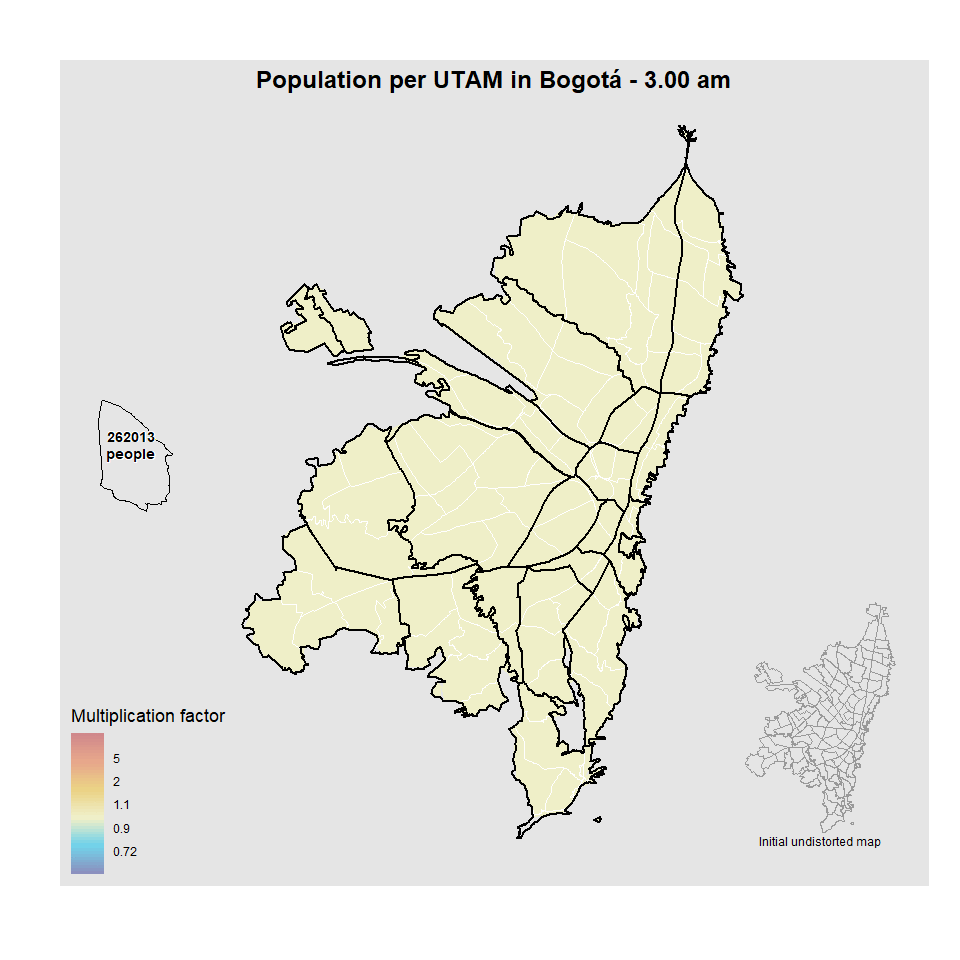 Population per UTAM in Bogotá - 3.00 am
262013
people
Multiplication factor
5
2
1.1
0.9
0.72
Initial undistorted map